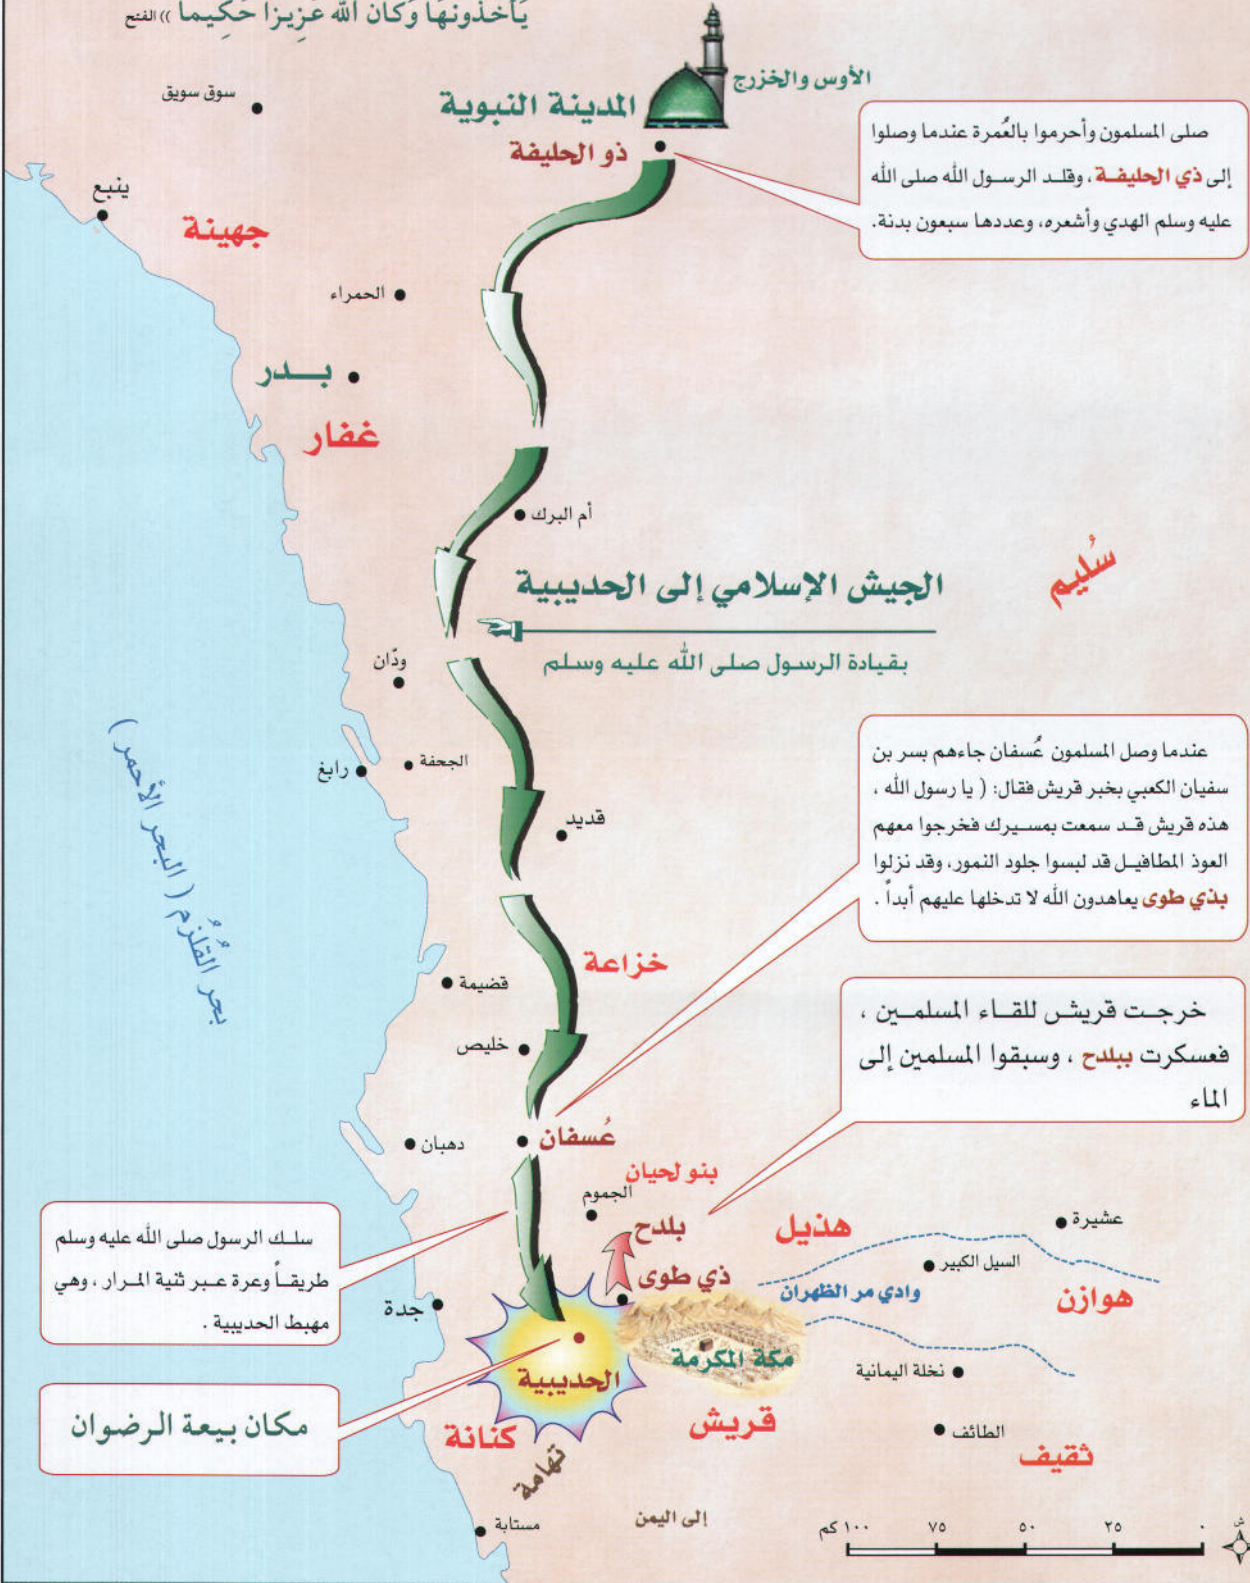 يَأْخُذُونَهَا وَكَانَ اللَّهُ عَزِيزًا حَكِيمًا )) الفتح
الأوس والخزرج
المدينة النبوية
ذو الحليفة
سوق سويق
صلى المسلمون وأحرموا بالعُمرة عندما وصلوا
إلى ذي الحليفة، وقلد الرسول الله صلى الله
عليه وسلم الهدي وأشعره، وعددها سبعون بدنة.
ينبع
جهينة
الحمراء
بدر
غفار
أم البرك
سُليم
الجيش الإسلامي إلى الحديبية
بقيادة الرسول صلى الله عليه وسلم
ودّان
الجحفة
رابغ
قديد
بحر القُلْزُم ( البحر الأحمر )
عندما وصل المسلمون عُسفان جاءهم بسر بن
سفيان الكعبي بخبر قريش فقال: ( يا رسول الله ،
هذه قريش قد سمعت بمسيرك فخرجوا معهم
العوذ المطافيل قد لبسوا جلود النمور، وقد نزلوا
بذي طوى يعاهدون الله لا تدخلها عليهم أبداً .
خزاعة
قضيمة
خليص
خرجت قريش للقاء المسلمين ،
فعسكرت ببلدح ، وسبقوا المسلمين إلى
الماء
عُسفان
دهبان
بنو لحيان
الجموم
بلدح
هذيل
عشيرة
السيل الكبير
ذي طوى
وادي مر الظهران
هوازن
سلك الرسول صلى الله عليه وسلم
طريقاً وعرة عبر ثنية المرار ، وهي
مهبط الحديبية .
جدة
مكة المكرمة
الحديبية
نخلة اليمانية
مكان بيعة الرضوان
قريش
كنانة
الطائف
ثقيف
تهامة
إلى اليمن
مستابة
٠ ٢٥ ٥٠ ٧٥ ١٠٠ كم
ش